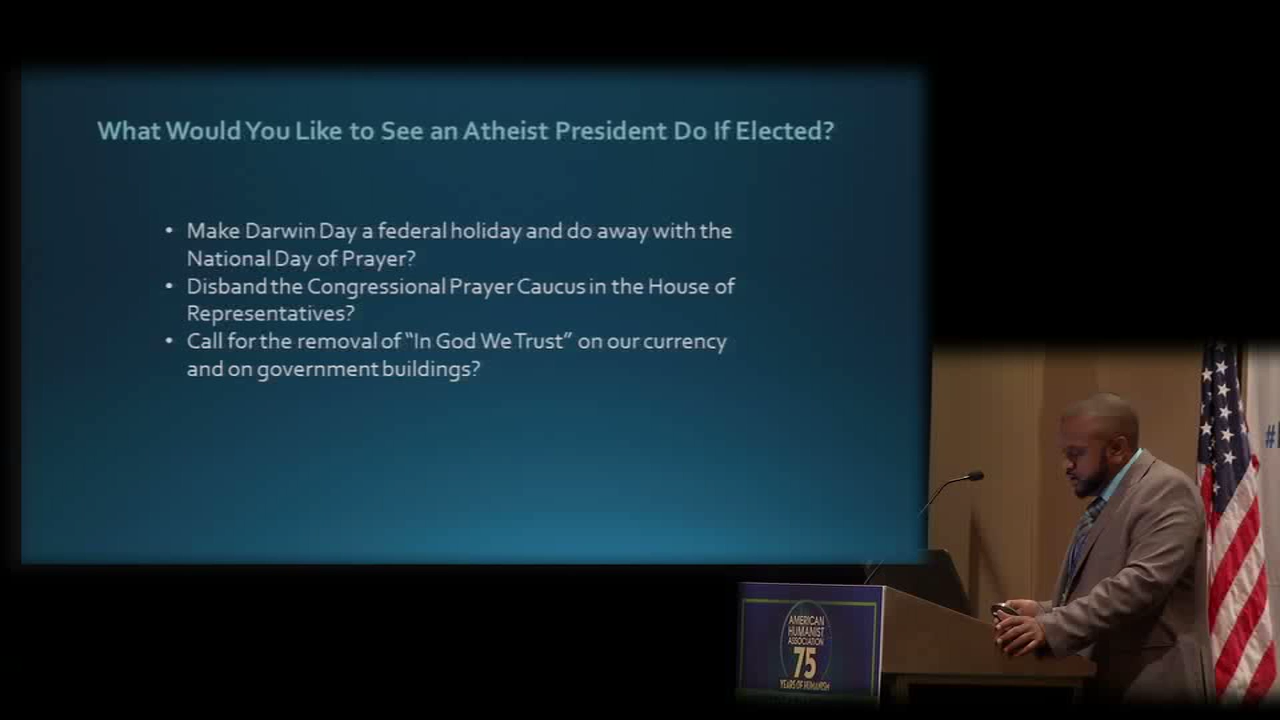 What Would You Like to See an Atheist President Do If Elected?
• Make Darwin Day a federal holiday and do away with the
National Day of Prayer?
• Disband the Congressional Prayer Caucus in the House of
Representatives?
• Call for the removal of “In God We Trust” on our currency
and on government buildings?
#
AMERICAN
HUMANIST
ASSOCIATION
75
YEARS OF HUMANISM